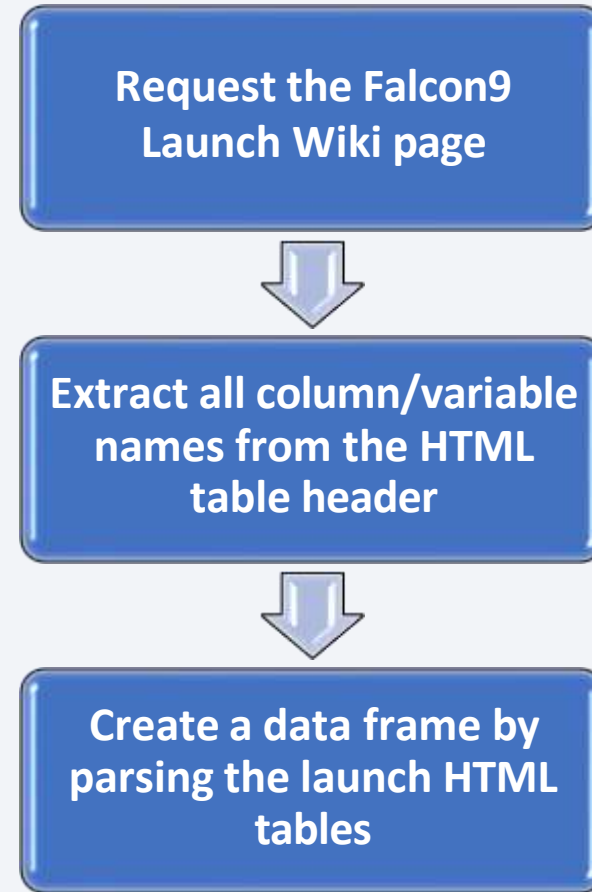 Request the Falcon9
Launch Wiki page
Extract all column/variable
names from the HTML
table header
Create a data frame by
parsing the launch HTML
tables